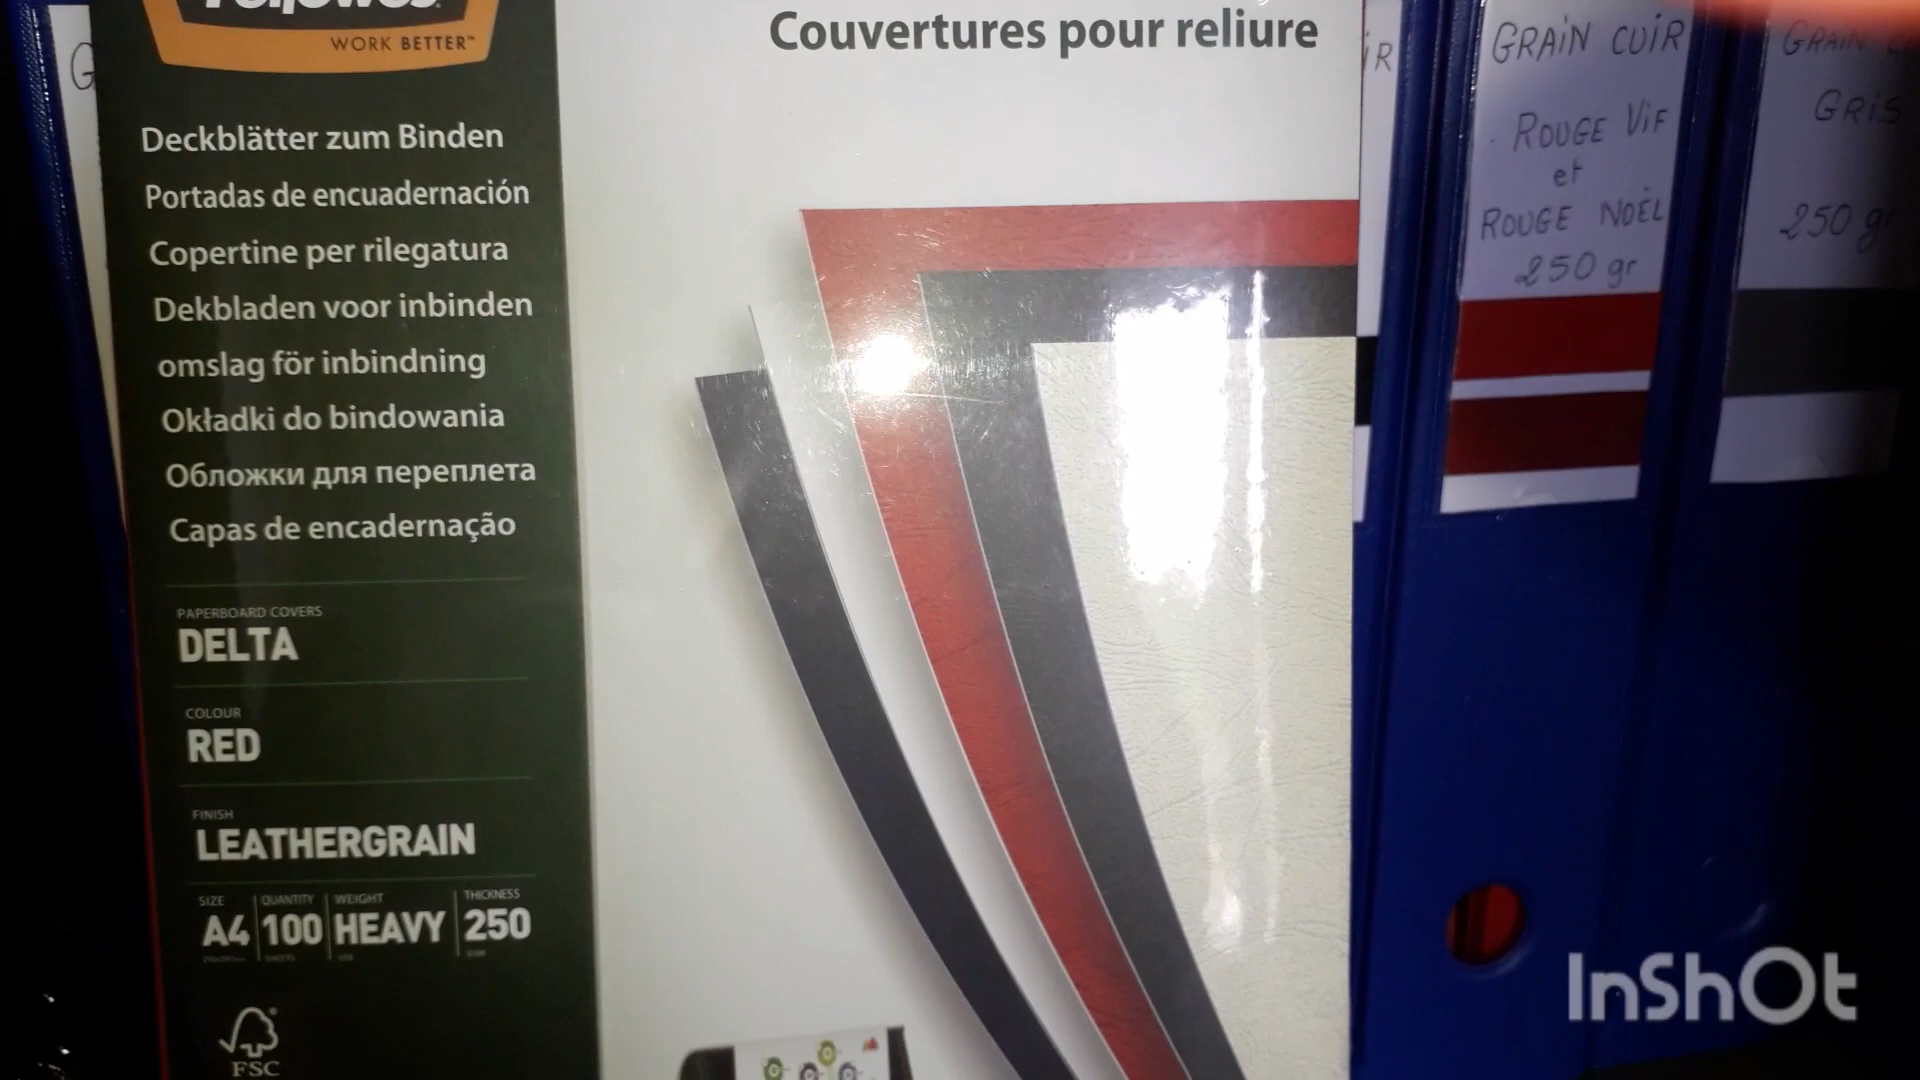 Fellowes
WORK BETTER™
Couvertures pour reliure
Deckblätter zum Binden
Portadas de encuadernación
Copertine per rilegatura
Dekbladen voor inbinden
omslag för inbindning
Okładki do bindowania
Обложки для переплета
Capas de encadernação
PAPERBOARD COVERS
DELTA
COLOUR
RED
FINISH
LEATHERGRAIN
SIZE QUANTITY WEIGHT THICKNESS
A4 100 HEAVY 250
SHEETS
FSC
GRAIN CUIR
ROUGE VIF
et
ROUGE NOËL
250 gr
GRAIN
GRIS
250 gr
InShOt